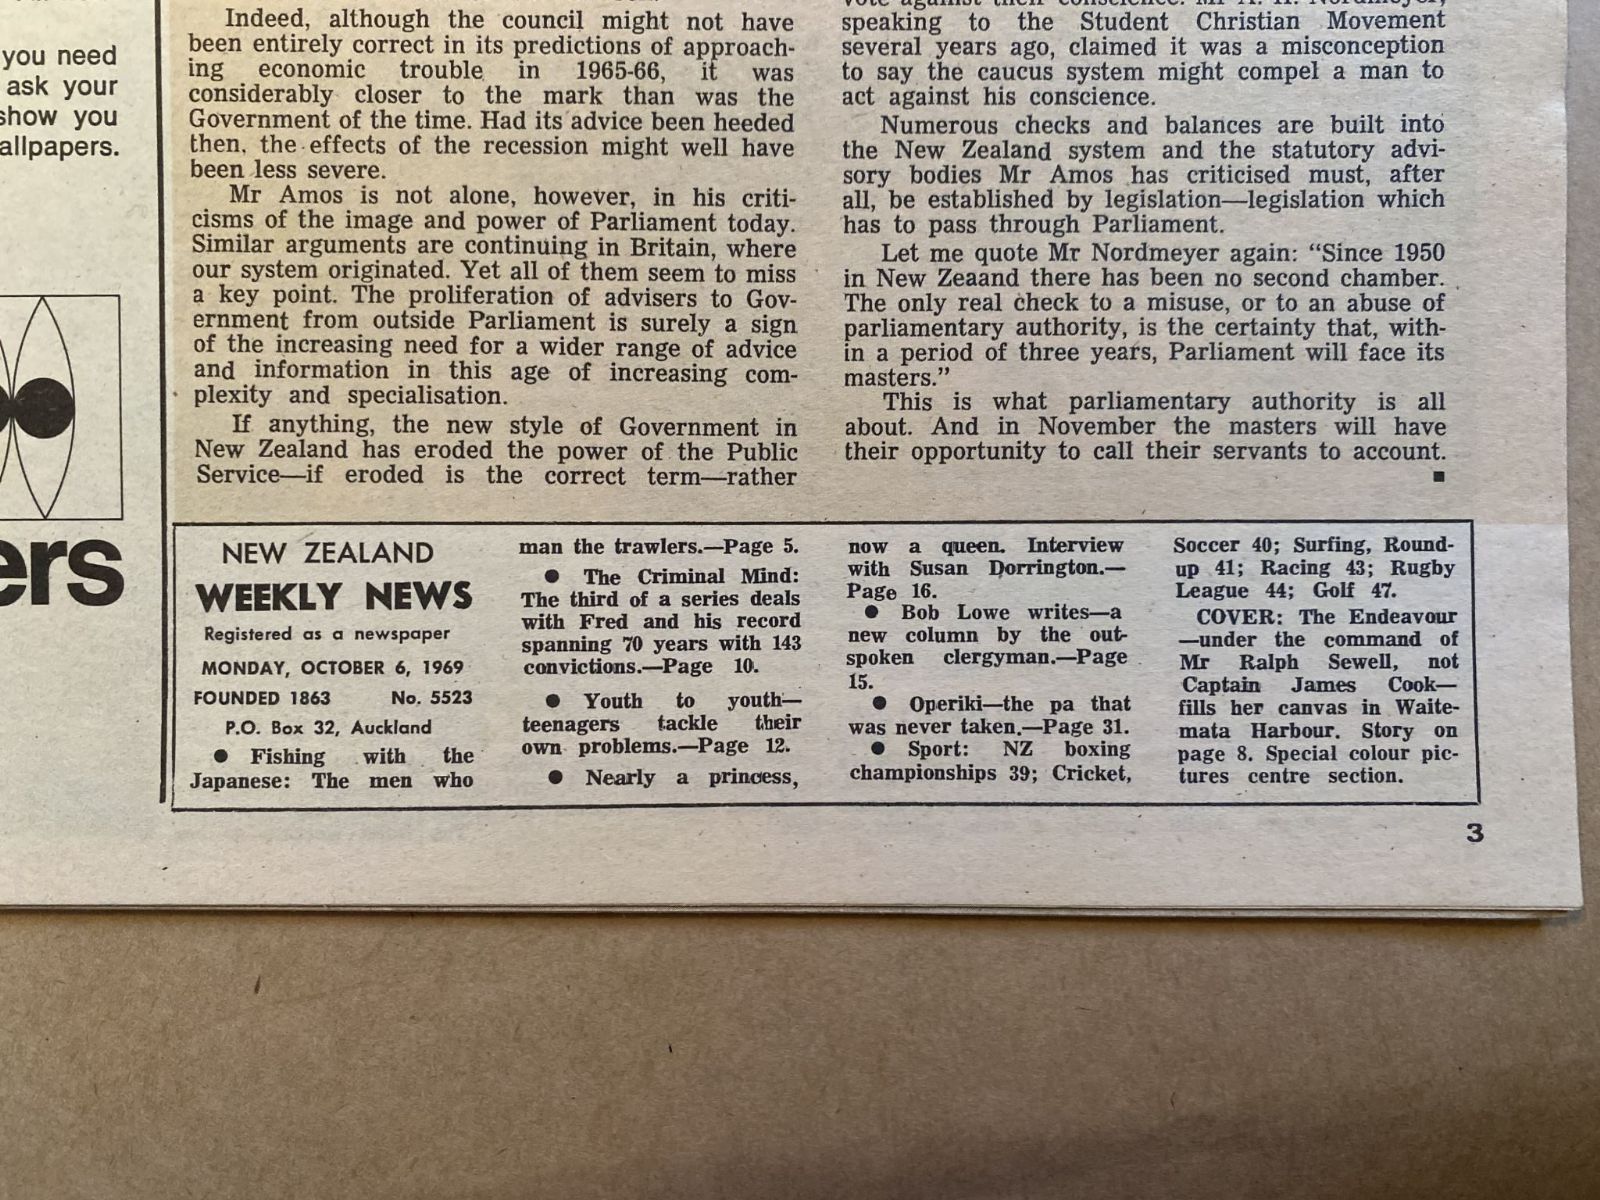 you need
ask your
show you
allpapers.
ers
Indeed, although the council might not have
been entirely correct in its predictions of approach-
ing economic trouble in 1965-66, it was
considerably closer to the mark than was the
Government of the time. Had its advice been heeded
then, the effects of the recession might well have
been less severe.
Mr Amos is not alone, however, in his criti-
cisms of the image and power of Parliament today.
Similar arguments are continuing in Britain, where
our system originated. Yet all of them seem to miss
a key point. The proliferation of advisers to Gov-
ernment from outside Parliament is surely a sign
of the increasing need for a wider range of advice
and information in this age of increasing com-
plexity and specialisation.
If anything, the new style of Government in
New Zealand has eroded the power of the Public
Service—if eroded is the correct term—rather
vote against their conscience. Mr A. H. Nordmeyer,
speaking to the Student Christian Movement
several years ago, claimed it was a misconception
to say the caucus system might compel a man to
act against his conscience.
Numerous checks and balances are built into
the New Zealand system and the statutory advi-
sory bodies Mr Amos has criticised must, after
all, be established by legislation—legislation which
has to pass through Parliament.
Let me quote Mr Nordmeyer again: “Since 1950
in New Zeaand there has been no second chamber.
The only real check to a misuse, or to an abuse of
parliamentary authority, is the certainty that, with-
in a period of three years, Parliament will face its
masters.”
This is what parliamentary authority is all
about. And in November the masters will have
their opportunity to call their servants to account.
NEW ZEALAND
WEEKLY NEWS
Registered as a newspaper
MONDAY, OCTOBER 6, 1969
FOUNDED 1863 No. 5523
P.O. Box 32, Auckland
● Fishing with the
Japanese: The men who
man the trawlers.—Page 5.
● The Criminal Mind:
The third of a series deals
with Fred and his record
spanning 70 years with 143
convictions.—Page 10.
● Youth to youth—
teenagers tackle their
own problems.—Page 12.
● Nearly a princess,
now a queen. Interview
with Susan Dorrington.—
Page 16.
● Bob Lowe writes—a
new column by the out-
spoken clergyman.—Page
15.
● Operiki—the pa that
was never taken.—Page 31.
● Sport: NZ boxing
championships 39; Cricket,
Soccer 40; Surfing, Round-
up 41; Racing 43; Rugby
League 44; Golf 47.
COVER: The Endeavour
—under the command of
Mr Ralph Sewell, not
Captain James Cook—
fills her canvas in Waite-
mata Harbour. Story on
page 8. Special colour pic-
tures centre section.
3